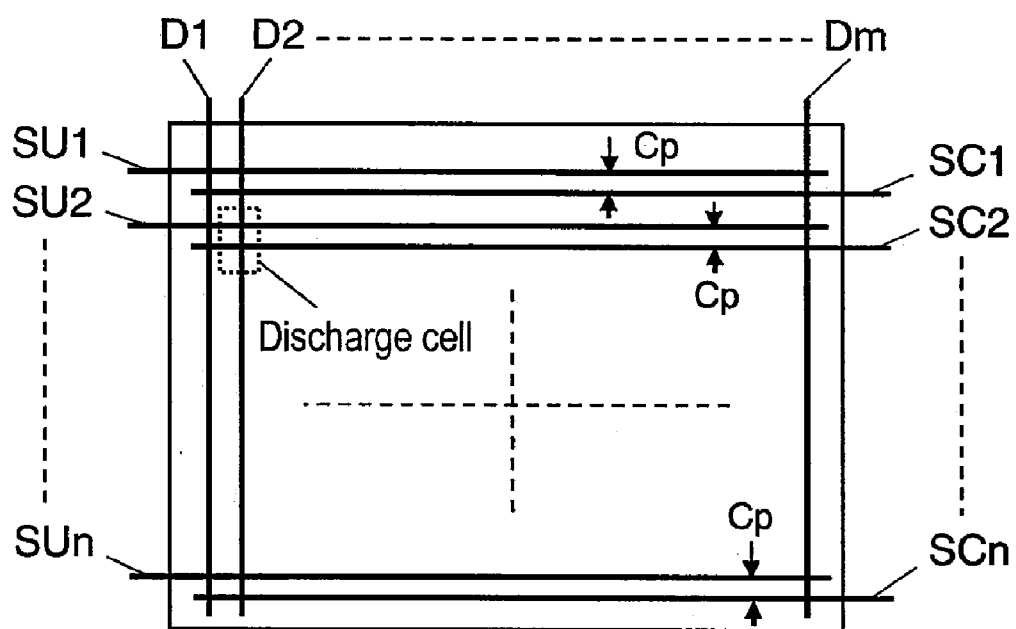 D1 D2 Dm
SU1 Cp SC1
SU2 SC2
Cp
Discharge cell
Cp
SUn SCn